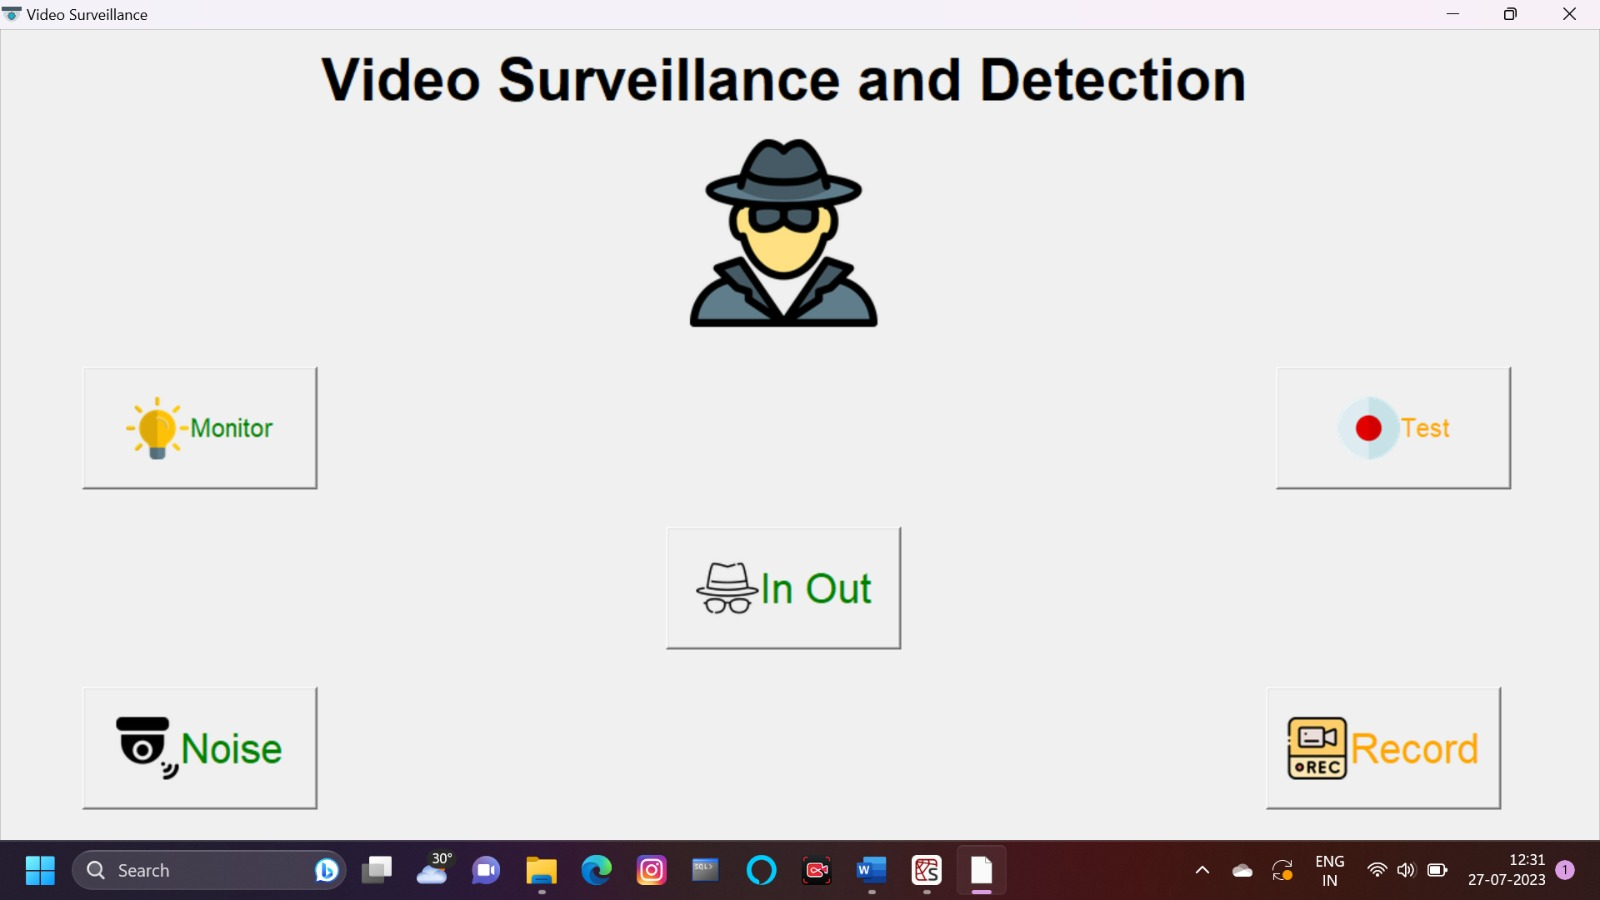 Video Surveillance
Video Surveillance and Detection
Monitor
Test
In Out
Noise
REC
Record
Search
30°
SQL>
W
S
ENG
IN
12:31
27-07-2023
1